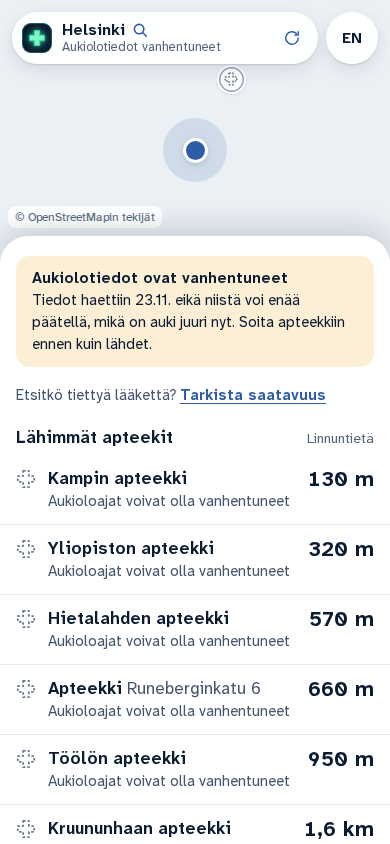 Helsinki
Aukiolotiedot vanhentuneet
EN
© OpenStreetMapin tekijät
Aukiolotiedot ovat vanhentuneet
Tiedot haettiin 23.11. eikä niistä voi enää
päätellä, mikä on auki juuri nyt. Soita apteekkiin
ennen kuin lähdet.
Etsitkö tiettyä lääkettä? Tarkista saatavuus
Lähimmät apteekit Linnuntietä
Kampin apteekki 130 m
Aukioloajat voivat olla vanhentuneet
Yliopiston apteekki 320 m
Aukioloajat voivat olla vanhentuneet
Hietalahden apteekki 570 m
Aukioloajat voivat olla vanhentuneet
Apteekki Runeberginkatu 6 660 m
Aukioloajat voivat olla vanhentuneet
Töölön apteekki 950 m
Aukioloajat voivat olla vanhentuneet
Kruununhaan apteekki 1,6 km